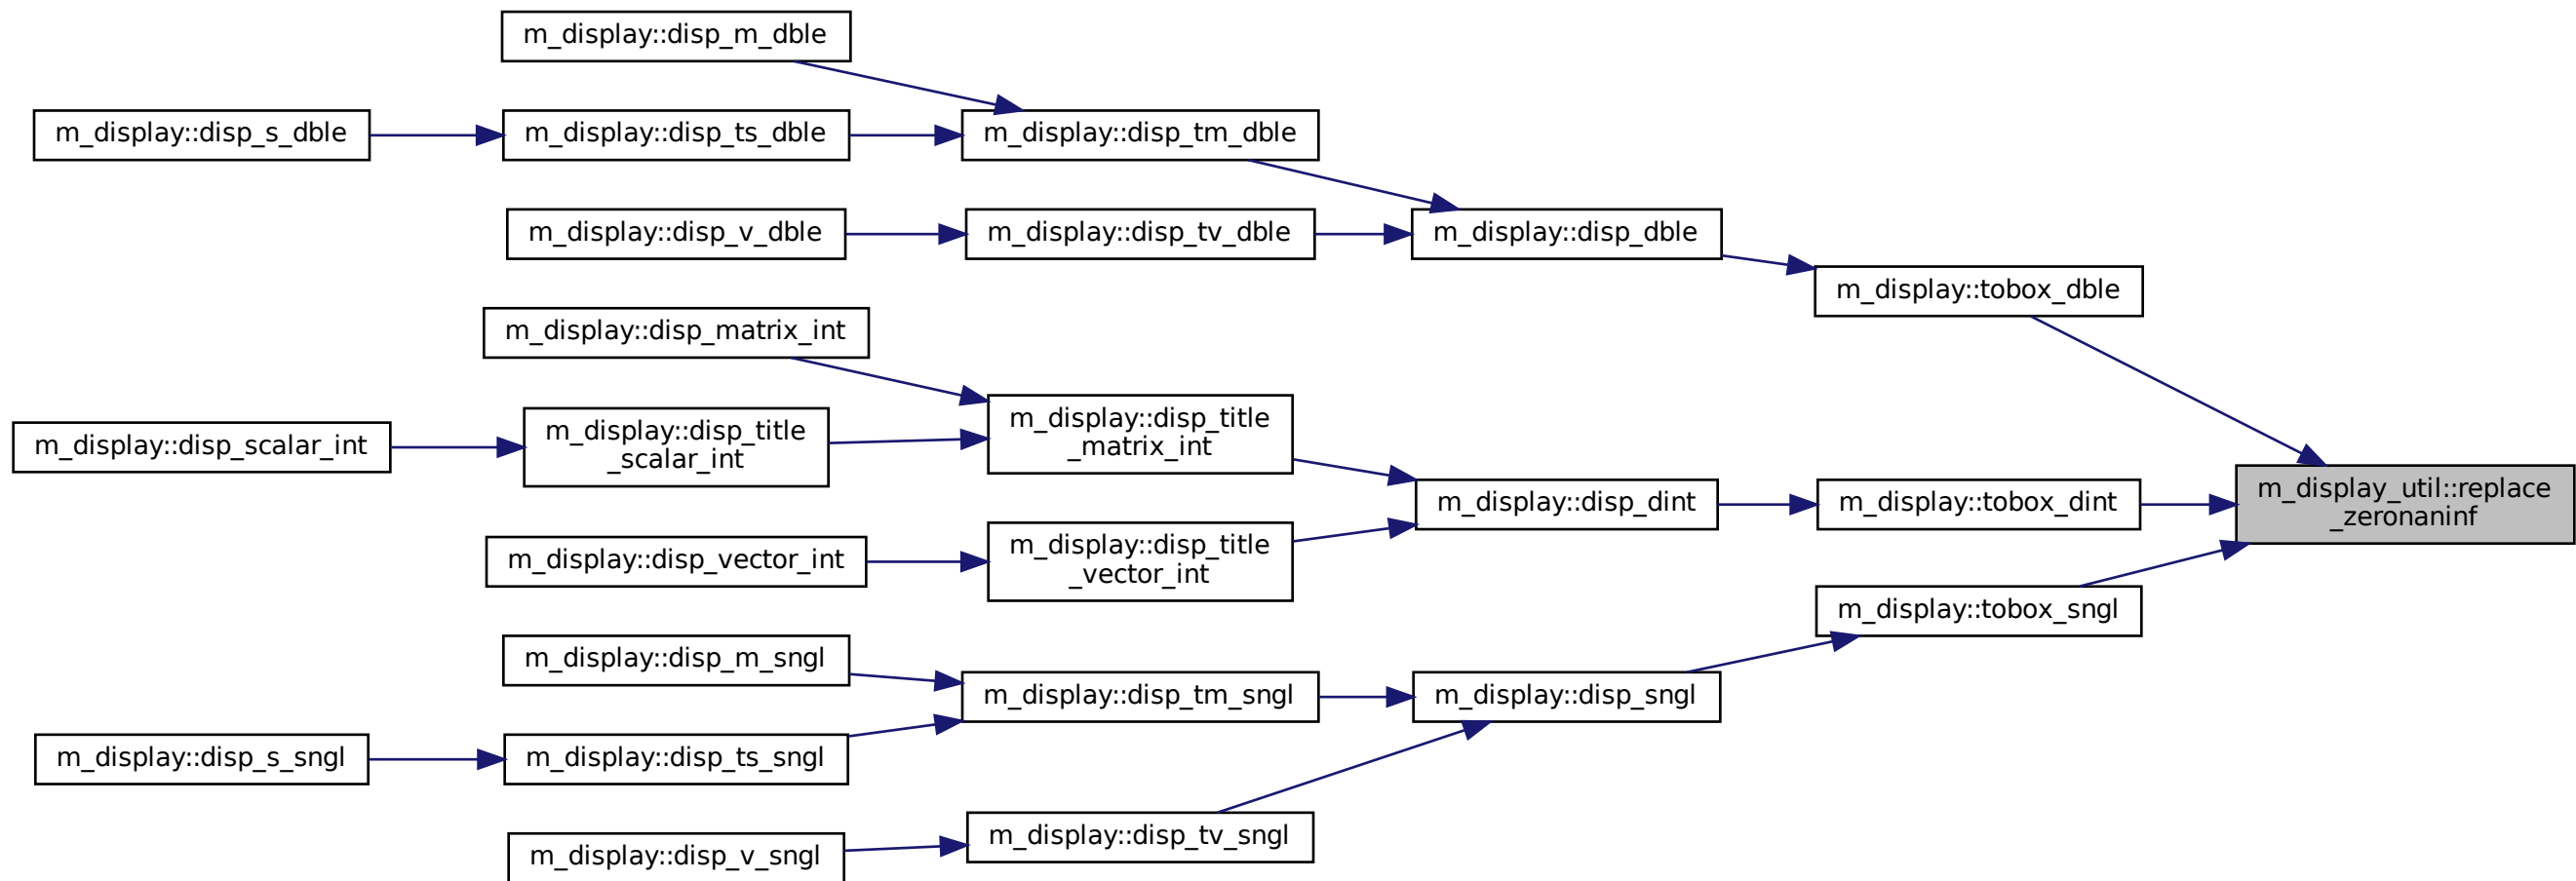 m_display::disp_m_dble
m_display::disp_s_dble
m_display::disp_ts_dble
m_display::disp_tm_dble
m_display::disp_v_dble
m_display::disp_tv_dble
m_display::disp_dble
m_display::tobox_dble
m_display::disp_matrix_int
m_display::disp_scalar_int
m_display::disp_title
_scalar_int
m_display::disp_title
_matrix_int
m_display::disp_vector_int
m_display::disp_title
_vector_int
m_display::disp_dint
m_display::tobox_dint
m_display_util::replace
_zeronaninf
m_display::tobox_sngl
m_display::disp_m_sngl
m_display::disp_s_sngl
m_display::disp_ts_sngl
m_display::disp_tm_sngl
m_display::disp_sngl
m_display::disp_v_sngl
m_display::disp_tv_sngl